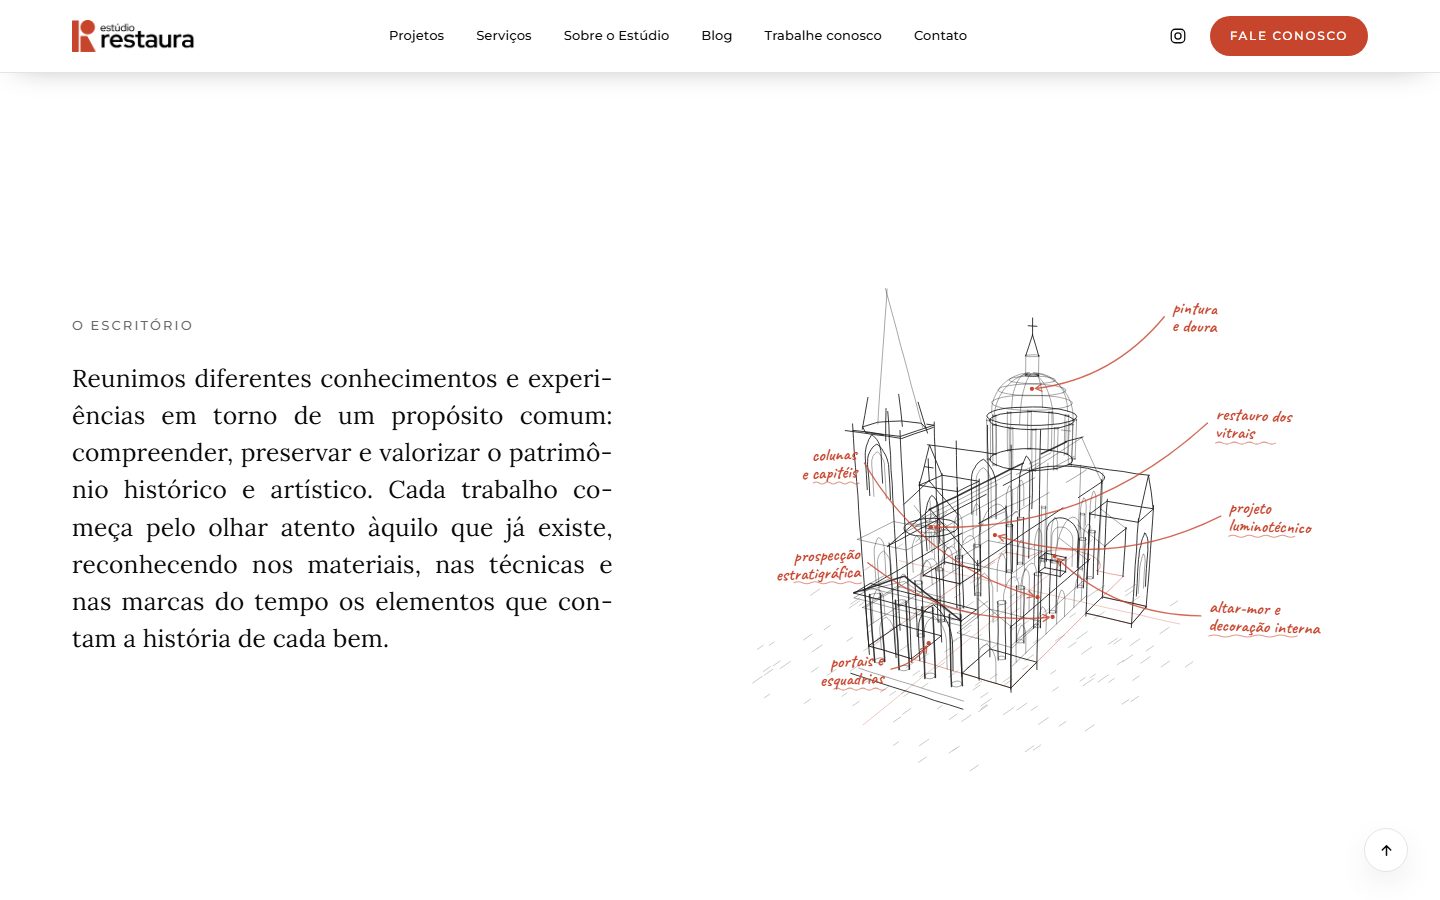 estúdio
restaura
Projetos
Serviços
Sobre o Estúdio
Blog
Trabalhe conosco
Contato
FALE CONOSCO
O ESCRITÓRIO
Reunimos diferentes conhecimentos e experi-
ências em torno de um propósito comum:
compreender, preservar e valorizar o patrimô-
nio histórico e artístico. Cada trabalho co-
meça pelo olhar atento àquilo que já existe,
reconhecendo nos materiais, nas técnicas e
nas marcas do tempo os elementos que con-
tam a história de cada bem.
pintura
e doura
restauro dos
vitrais
colunas
e capitéis
projeto
luminotécnico
prospecção
estratigráfica
altar-mor e
decoração interna
portais e
esquadrias